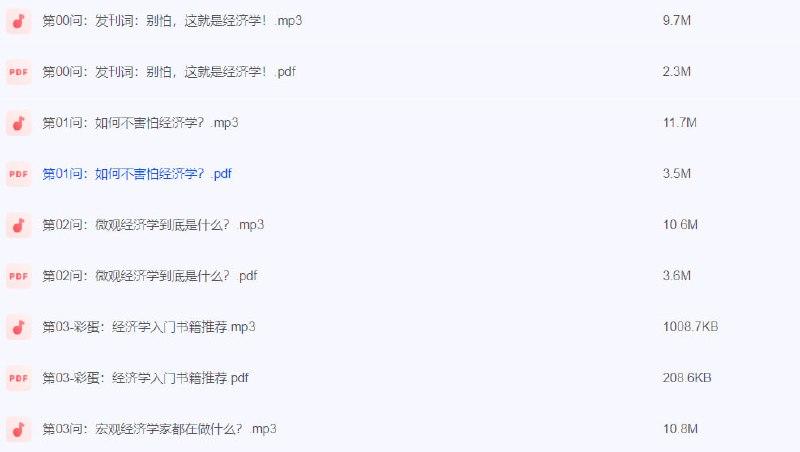 第00问：发刊词：别怕，这就是经济学！.mp3 9.7M
PDF 第00问：发刊词：别怕，这就是经济学！.pdf 2.3M
第01问：如何不害怕经济学？.mp3 11.7M
PDF 第01问：如何不害怕经济学？.pdf 3.5M
第02问：微观经济学到底是什么？.mp3 10.6M
PDF 第02问：微观经济学到底是什么？.pdf 3.6M
第03-彩蛋：经济学入门书籍推荐.mp3 1008.7KB
PDF 第03-彩蛋：经济学入门书籍推荐.pdf 208.6KB
第03问：宏观经济学家都在做什么？.mp3 10.8M